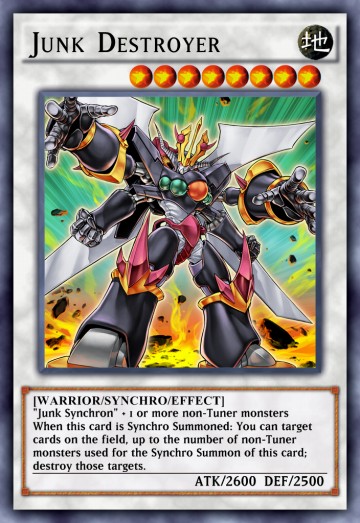 Junk Destroyer
地
[WARRIOR/SYNCHRO/EFFECT]
"Junk Synchron" + 1 or more non-Tuner monsters
When this card is Synchro Summoned: You can target
cards on the field, up to the number of non-Tuner
monsters used for the Synchro Summon of this card;
destroy those targets.
ATK/2600 DEF/2500